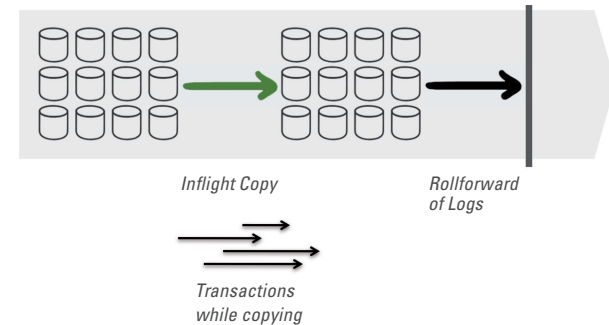 Inflight Copy
Rollforward
of Logs
Transactions
while copying